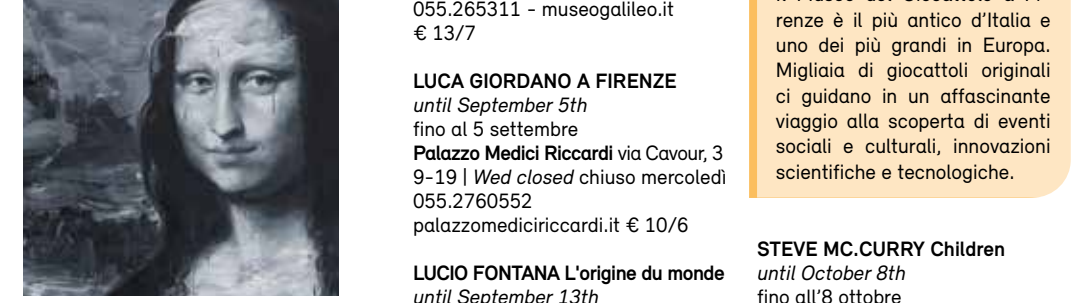 055.265311 - museogalileo.it
€ 13/7
LUCA GIORDANO A FIRENZE
until September 5th
fino al 5 settembre
Palazzo Medici Riccardi via Cavour, 3
9-19 | Wed closed chiuso mercoledì
055.2760552
palazzomediciriccardi.it € 10/6
LUCIO FONTANA L'origine du monde
until September 13th
renze è il più antico d'Italia e
uno dei più grandi in Europa.
Migliaia di giocattoli originali
ci guidano in un affascinante
viaggio alla scoperta di eventi
sociali e culturali, innovazioni
scientifiche e tecnologiche.
STEVE MC.CURRY Children
until October 8th
fino all'8 ottobre